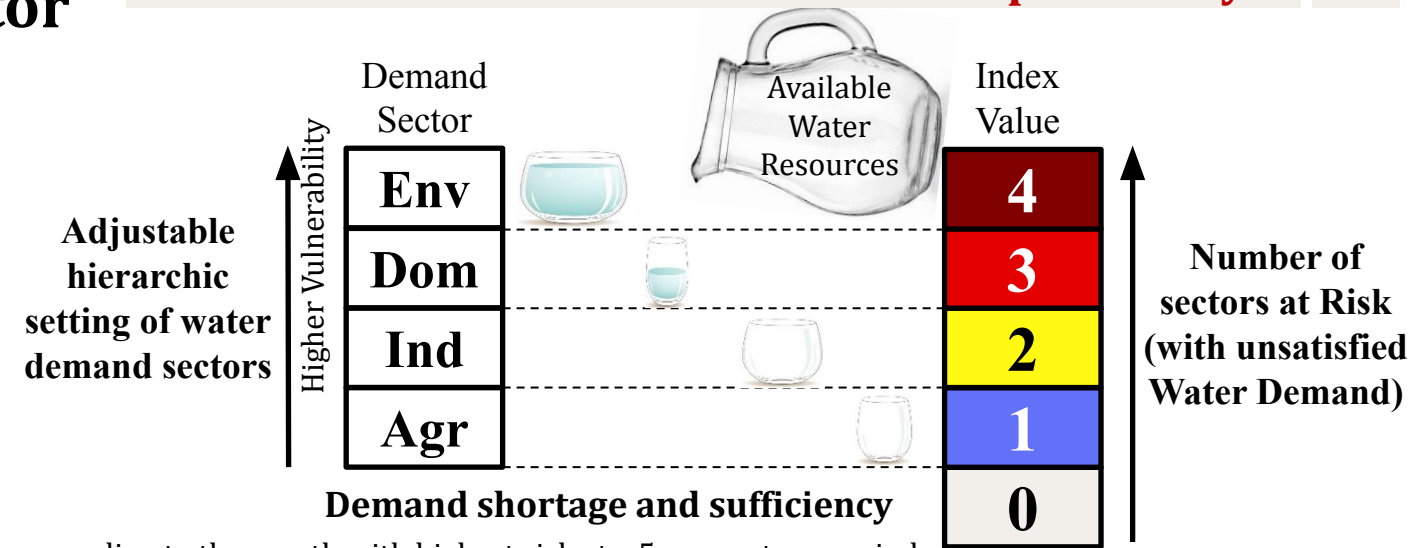 Demand
Sector
Available
Water
Resources
Index
Value
Higher Vulnerability
Adjustable
hierarchic
setting of water
demand sectors
Env
Dom
Ind
Agr
4
3
2
1
0
Number of
sectors at Risk
(with unsatisfied
Water Demand)
Demand shortage and sufficiency